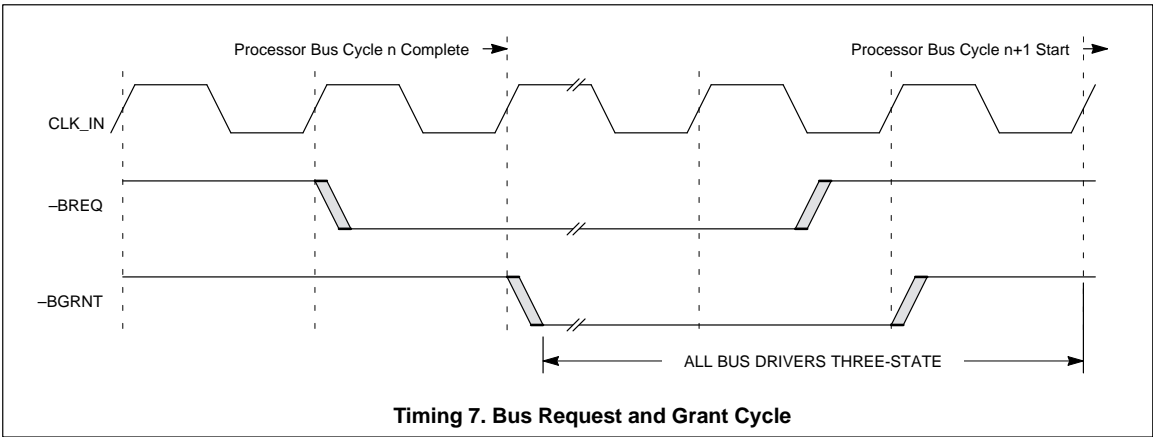 Processor Bus Cycle n Complete
Processor Bus Cycle n+1 Start
CLK_IN
–BREQ
–BGRNT
ALL BUS DRIVERS THREE-STATE
Timing 7. Bus Request and Grant Cycle